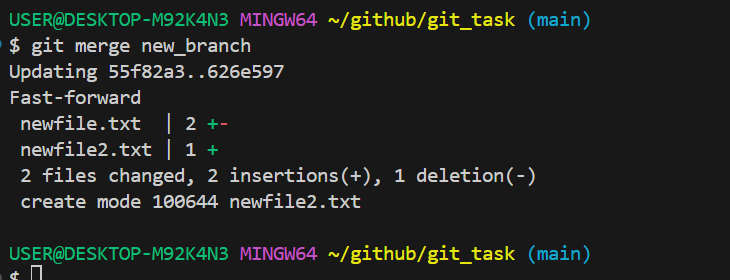 USER@DESKTOP-M92K4N3 MINGW64 ~/github/git_task (main)
$ git merge new_branch
Updating 55f82a3..626e597
Fast-forward
 newfile.txt  | 2 +-
 newfile2.txt | 1 +
 2 files changed, 2 insertions(+), 1 deletion(-)
 create mode 100644 newfile2.txt

USER@DESKTOP-M92K4N3 MINGW64 ~/github/git_task (main)
$